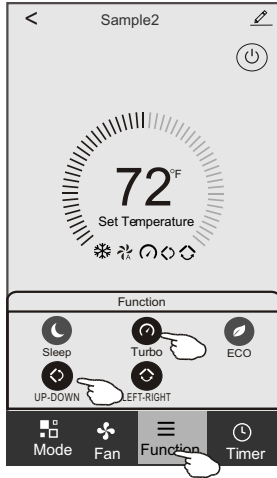 <
Sample2
72°F
Set Temperature
A
Function
Sleep
Turbo
ECO
UP-DOWN
LEFT-RIGHT
Mode
Fan
Function
Timer